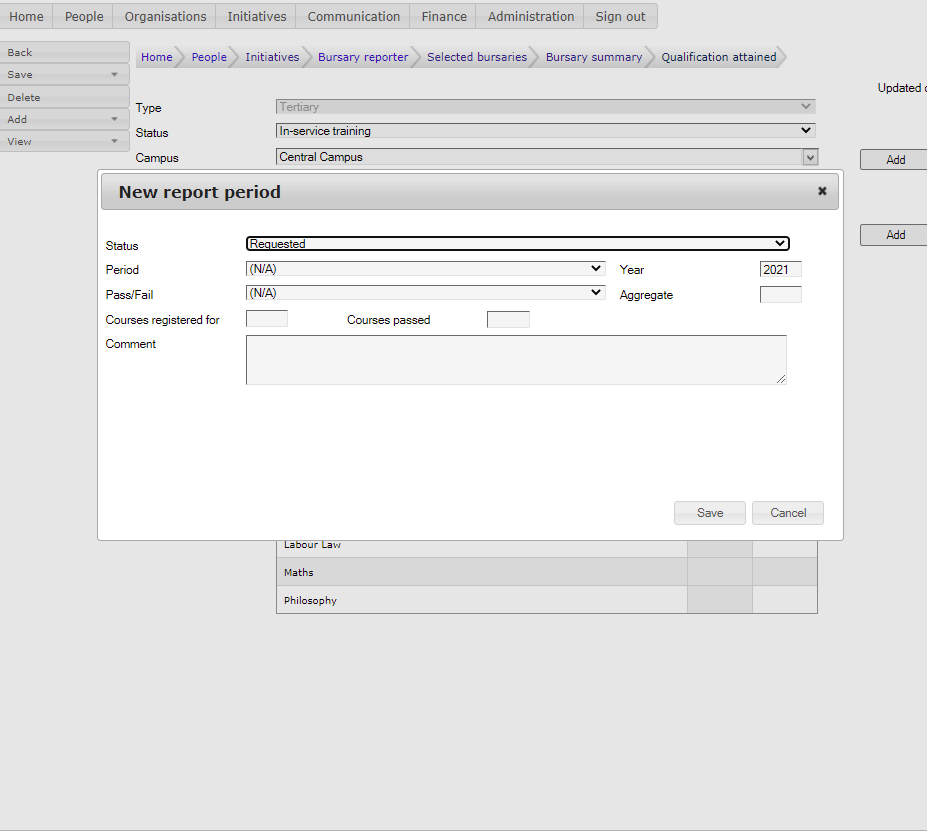 Home People Organisations Initiatives Communication Finance Administration Sign out
Back
Save
Delete
Add
View
Home People Initiatives Bursary reporter Selected bursaries Bursary summary Qualification attained
Updated
Type Tertiary
Status In-service training
Campus Central Campus
Add
Add
New report period
Status Requested
Period (N/A) Year 2021
Pass/Fail (N/A) Aggregate
Courses registered for Courses passed
Comment
Save Cancel
Labour Law
Maths
Philosophy